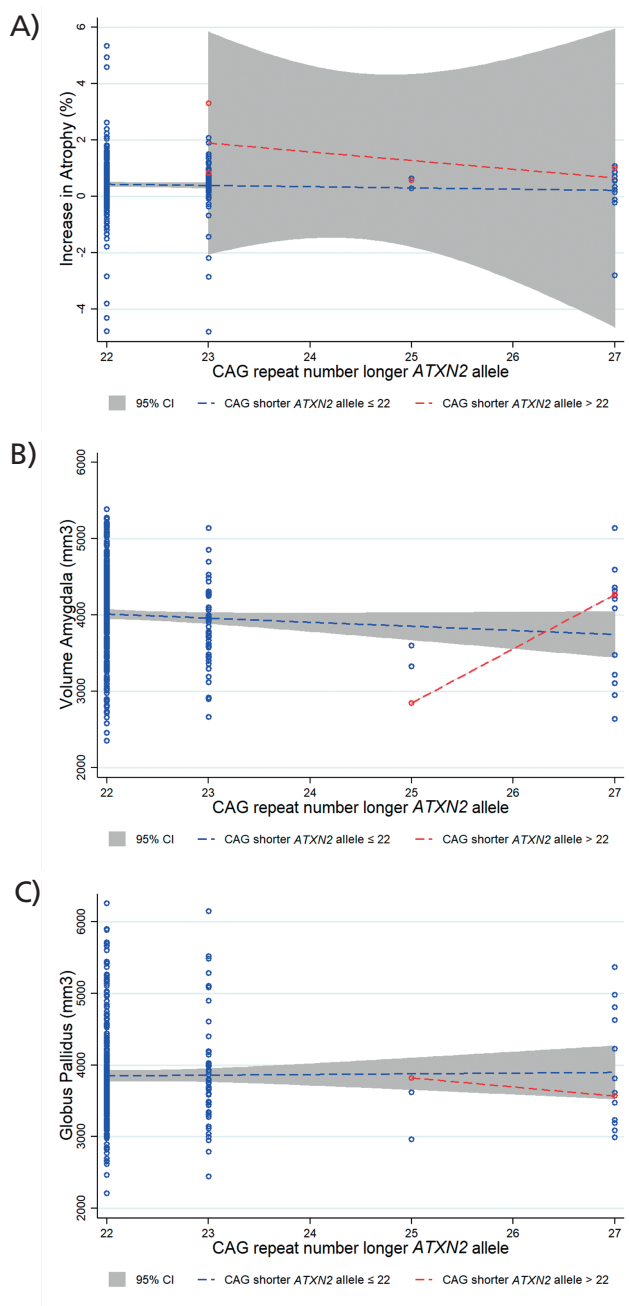 A)
Increase in Atrophy (%)
6
4
2
0
-2
-4
22 23 24 25 26 27
CAG repeat number longer ATXN2 allele
95% CI CAG shorter ATXN2 allele ≤ 22 CAG shorter ATXN2 allele > 22
B)
Volume Amygdala (mm3)
6000
5000
4000
3000
2000
22 23 24 25 26 27
CAG repeat number longer ATXN2 allele
95% CI CAG shorter ATXN2 allele ≤ 22 CAG shorter ATXN2 allele > 22
C)
Globus Pallidus (mm3)
6000
5000
4000
3000
2000
22 23 24 25 26 27
CAG repeat number longer ATXN2 allele
95% CI CAG shorter ATXN2 allele ≤ 22 CAG shorter ATXN2 allele > 22